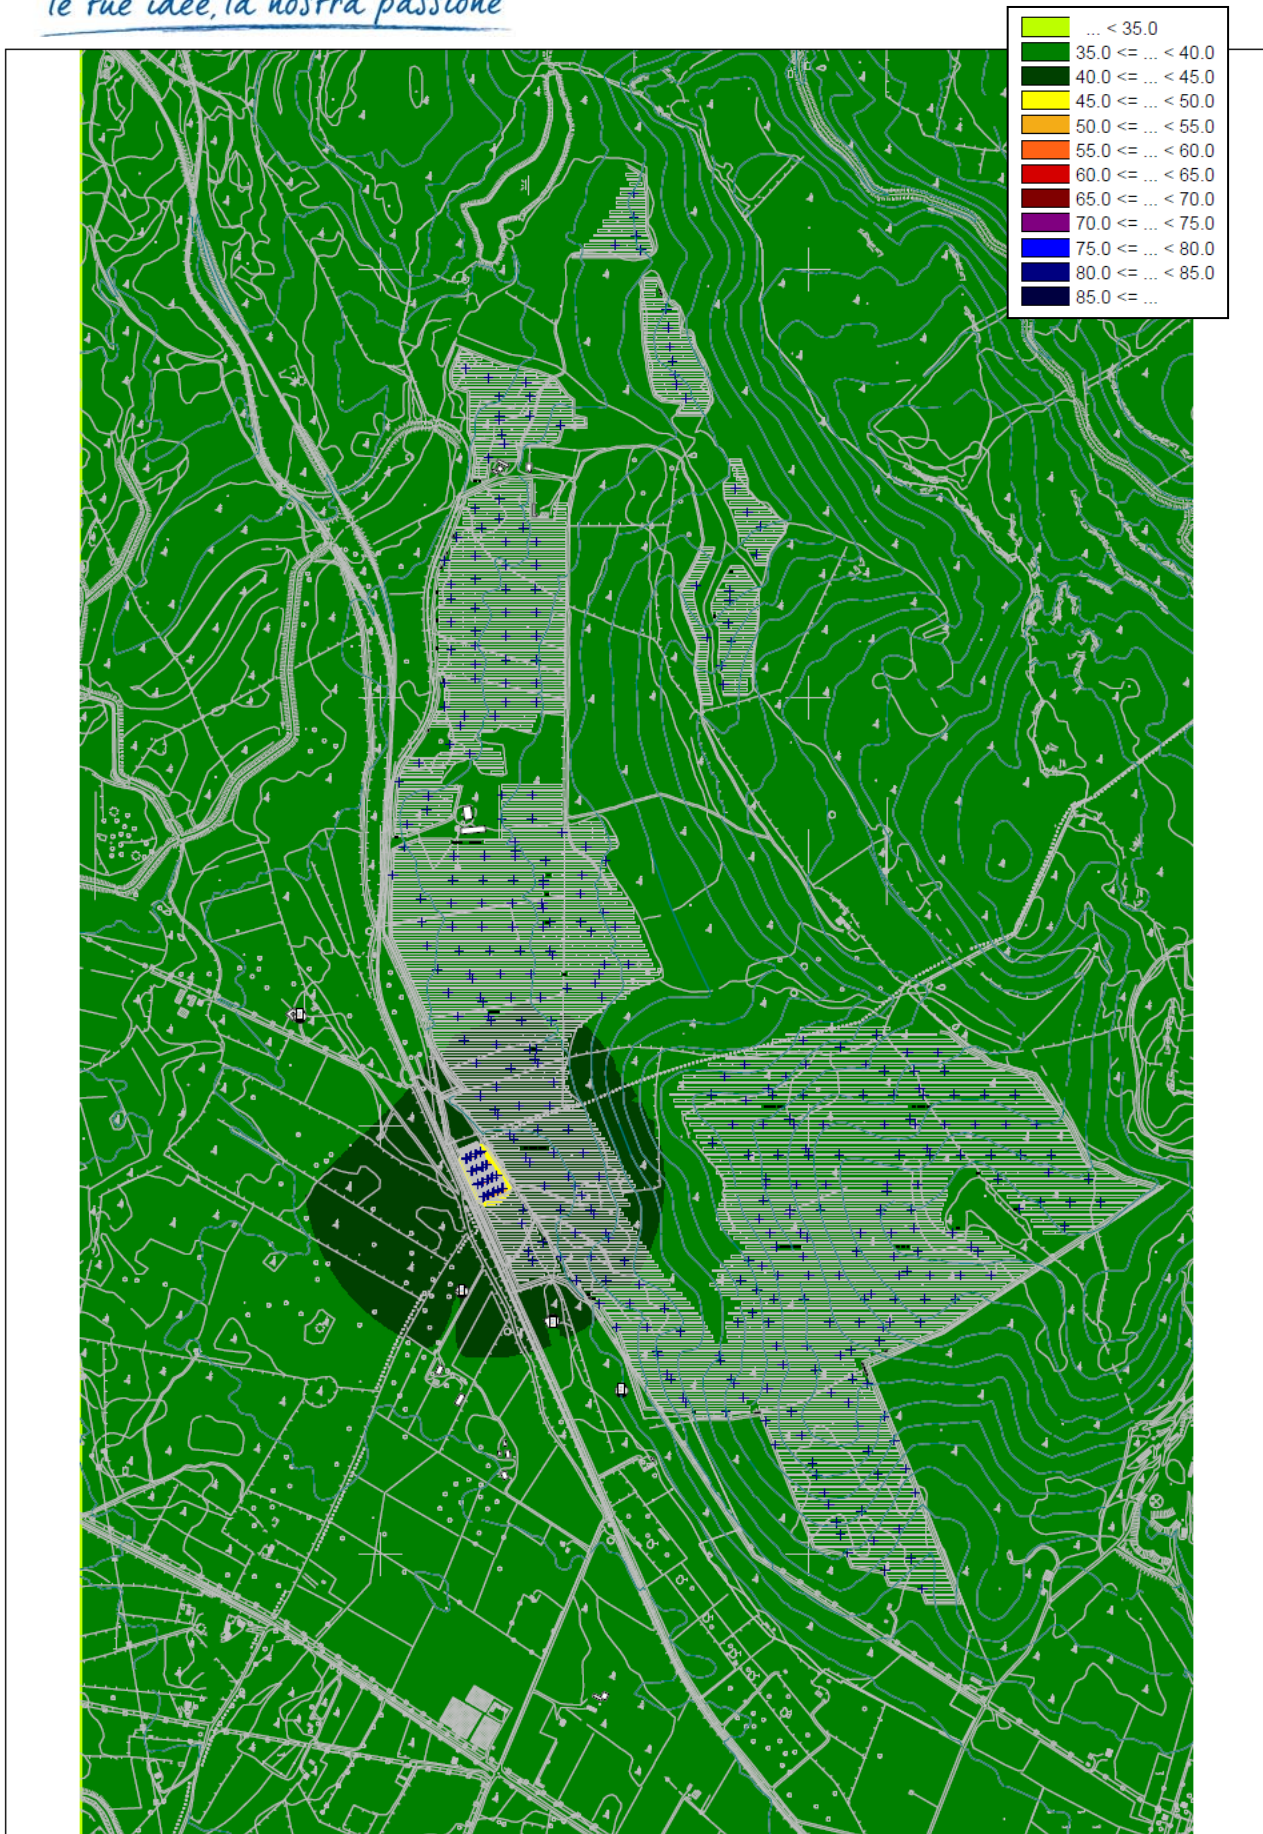 le tue idee, la nostra passione
... < 35.0
35.0 <= ... < 40.0
40.0 <= ... < 45.0
45.0 <= ... < 50.0
50.0 <= ... < 55.0
55.0 <= ... < 60.0
60.0 <= ... < 65.0
65.0 <= ... < 70.0
70.0 <= ... < 75.0
75.0 <= ... < 80.0
80.0 <= ... < 85.0
85.0 <= ...